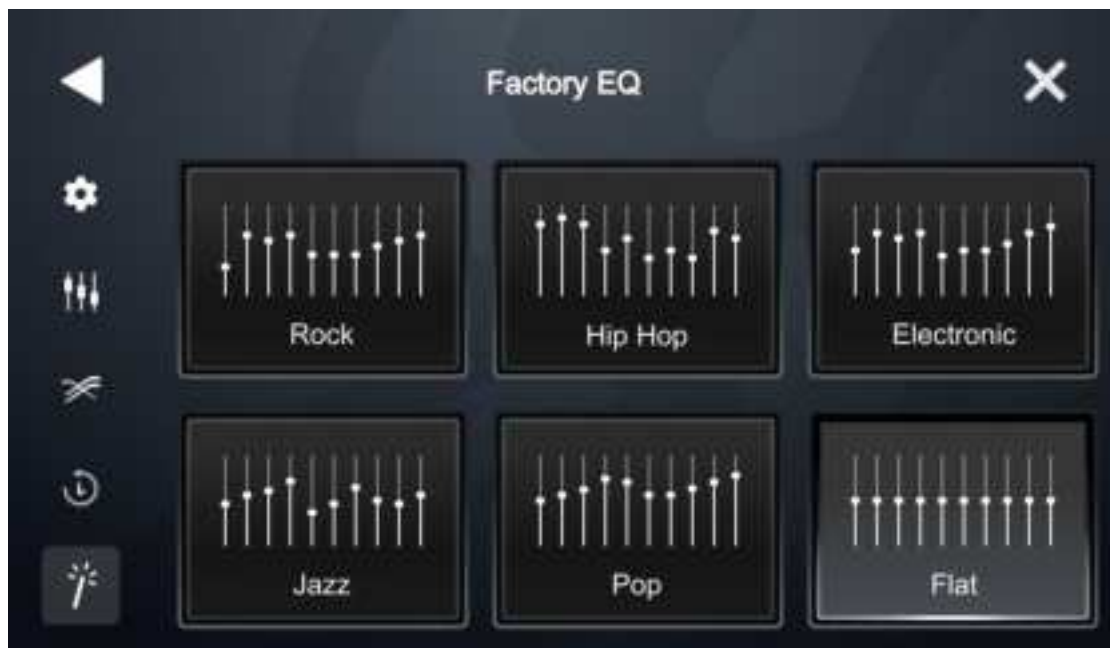 Factory EQ
Rock
Hip Hop
Electronic
Jazz
Pop
Flat